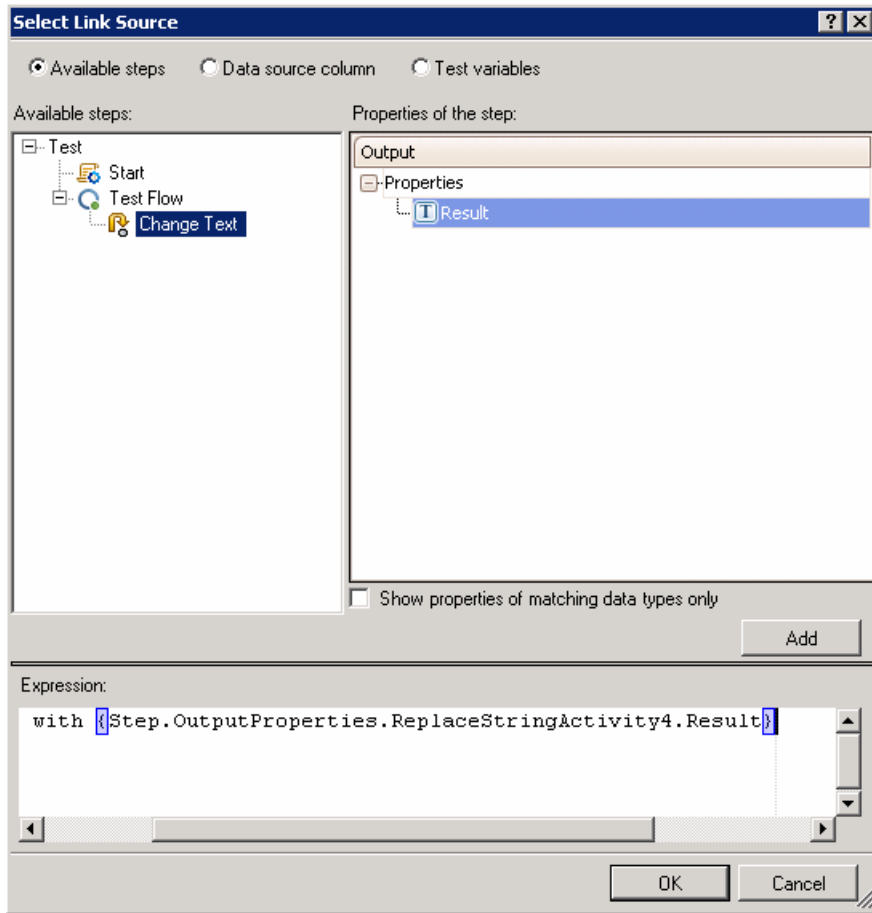 Select Link Source
Available steps Data source column Test variables
Available steps:
Test
Start
Test Flow
Change Text
Properties of the step:
Output
Properties
T Result
Show properties of matching data types only
Add
Expression:
with {Step.OutputProperties.ReplaceStringActivity4.Result}
OK Cancel